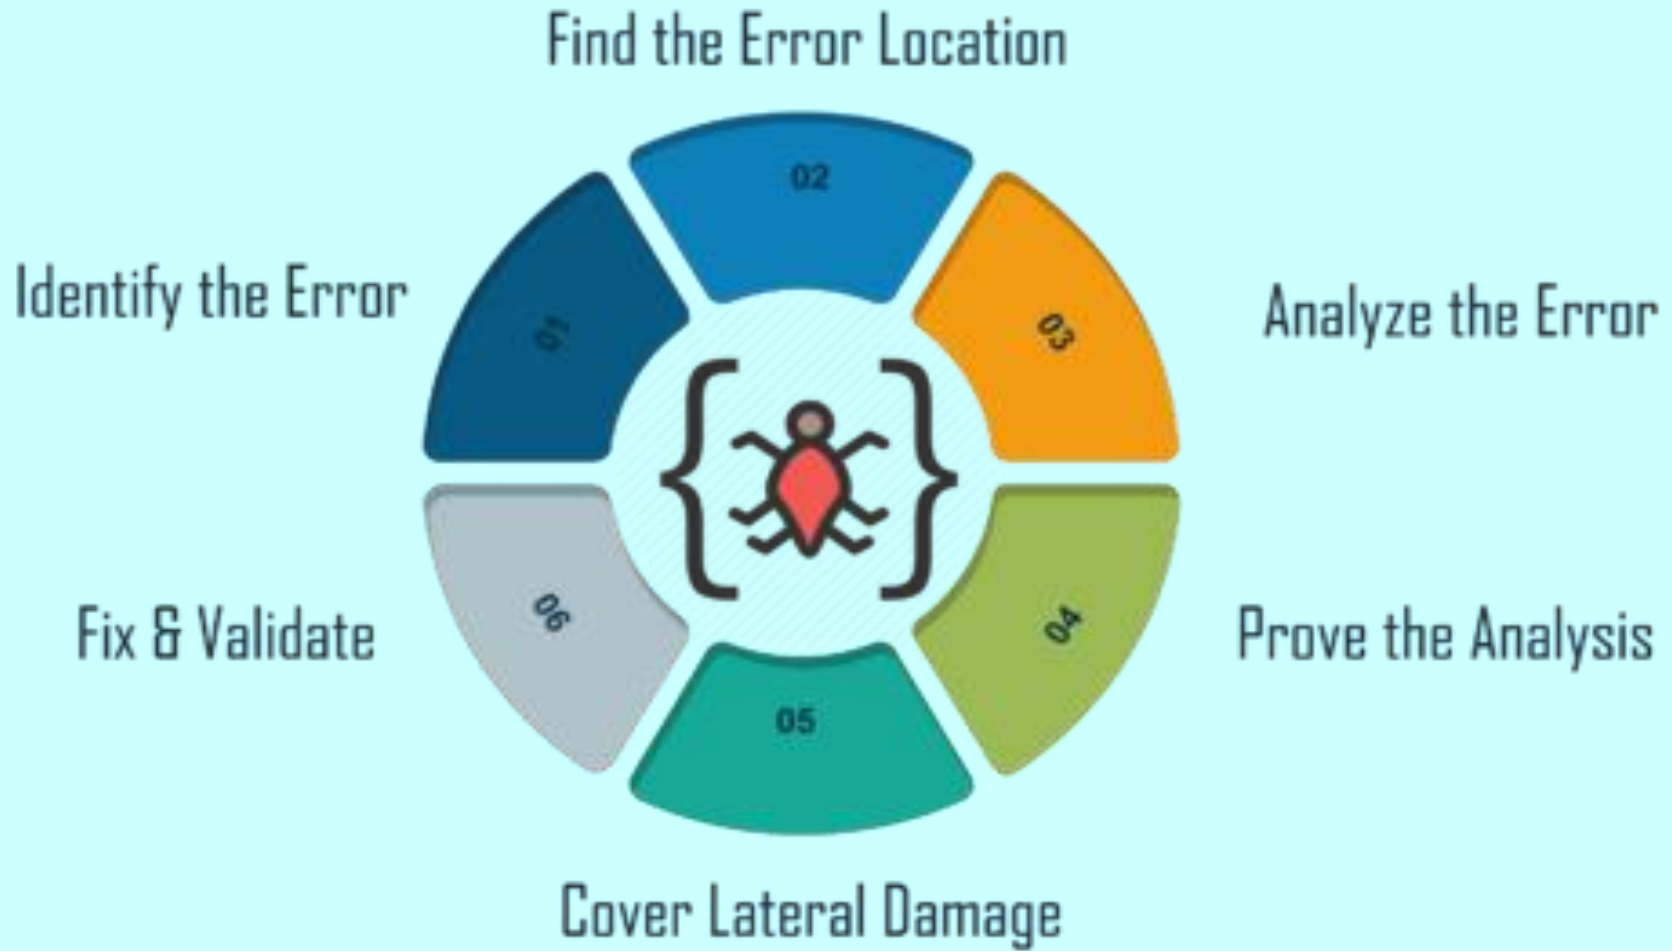 Find the Error Location
02
Identify the Error
01
03
Analyze the Error
Fix & Validate
06
04
Prove the Analysis
05
Cover Lateral Damage